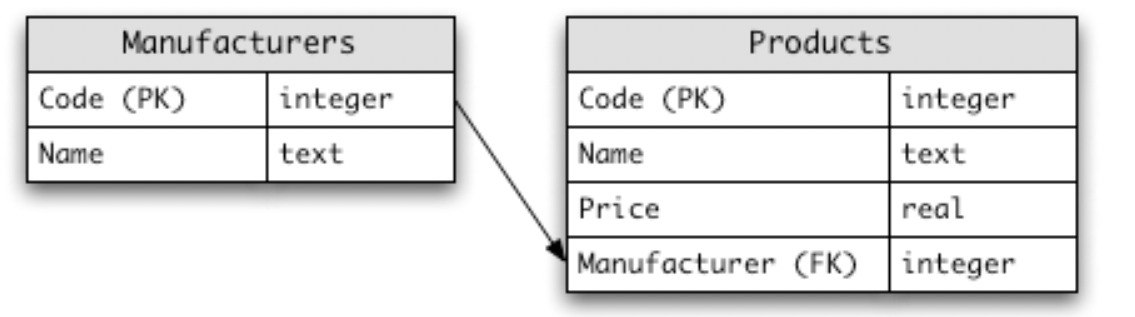 Manufacturers
Code (PK) integer
Name text
Products
Code (PK) integer
Name text
Price real
Manufacturer (FK) integer